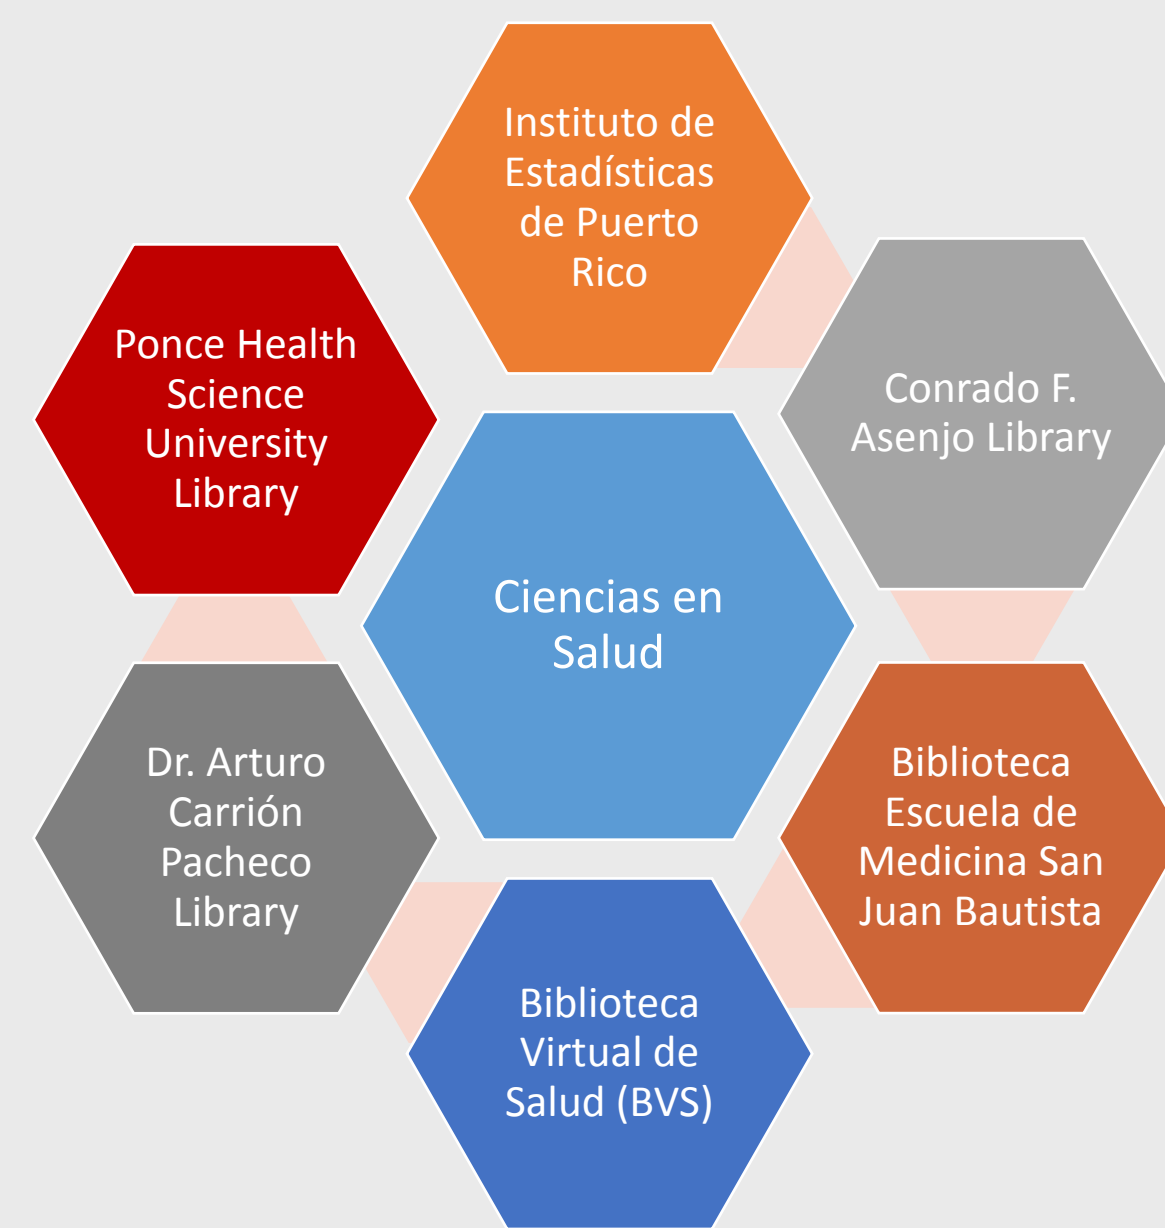 Instituto de
Estadísticas
de Puerto
Rico
Ponce Health
Science
University
Library
Conrado F.
Asenjo Library
Ciencias en
Salud
Dr. Arturo
Carrión
Pacheco
Library
Biblioteca
Escuela de
Medicina San
Juan Bautista
Biblioteca
Virtual de
Salud (BVS)